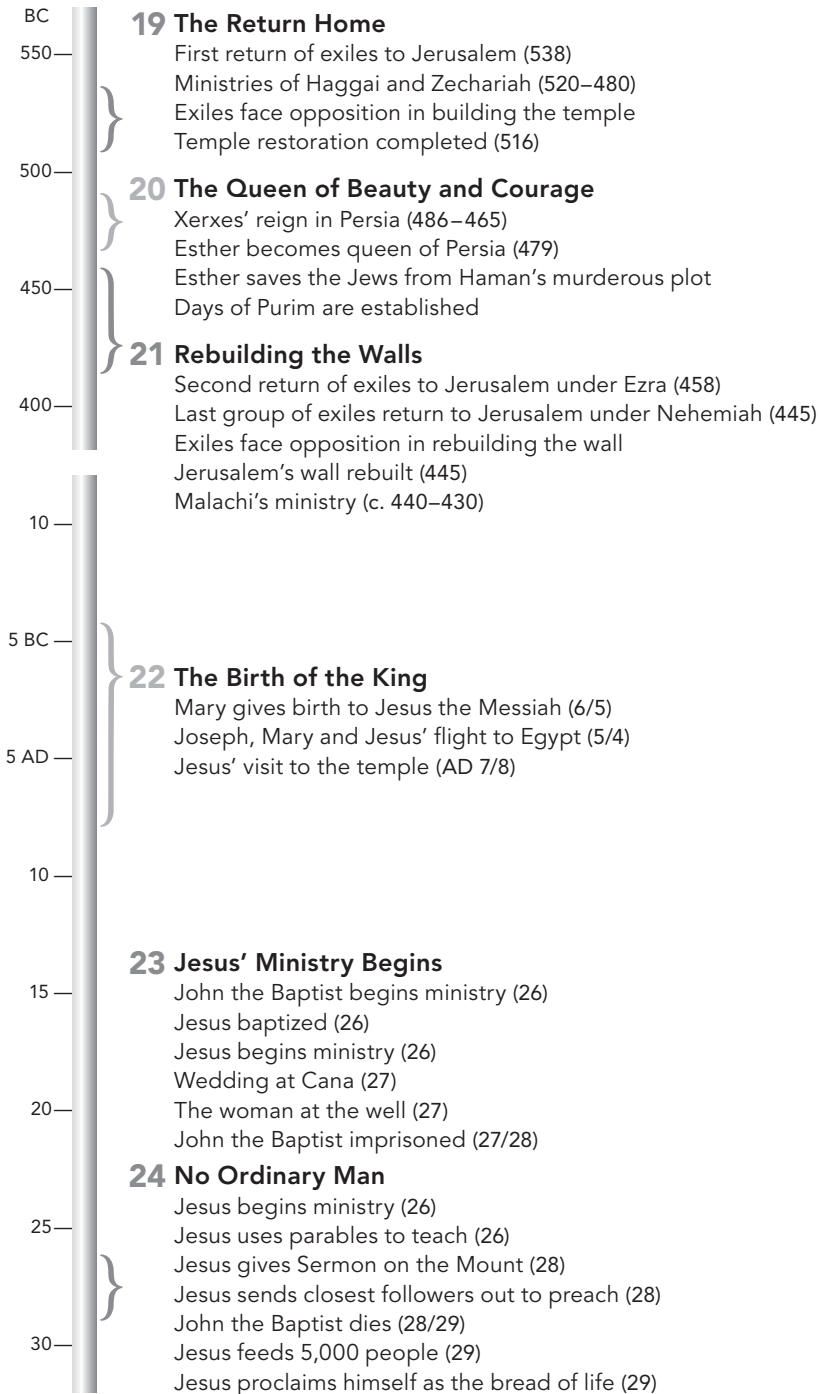 BC
19 The Return Home
550
First return of exiles to Jerusalem (538)
Ministries of Haggai and Zechariah (520–480)
Exiles face opposition in building the temple
Temple restoration completed (516)
500
20 The Queen of Beauty and Courage
Xerxes’ reign in Persia (486–465)
Esther becomes queen of Persia (479)
Esther saves the Jews from Haman’s murderous plot
450
Days of Purim are established
21 Rebuilding the Walls
Second return of exiles to Jerusalem under Ezra (458)
400
Last group of exiles return to Jerusalem under Nehemiah (445)
Exiles face opposition in rebuilding the wall
Jerusalem’s wall rebuilt (445)
Malachi’s ministry (c. 440–430)
10
5 BC
22 The Birth of the King
Mary gives birth to Jesus the Messiah (6/5)
Joseph, Mary and Jesus’ flight to Egypt (5/4)
5 AD
Jesus’ visit to the temple (AD 7/8)
10
23 Jesus’ Ministry Begins
15
John the Baptist begins ministry (26)
Jesus baptized (26)
Jesus begins ministry (26)
Wedding at Cana (27)
20
The woman at the well (27)
John the Baptist imprisoned (27/28)
24 No Ordinary Man
Jesus begins ministry (26)
25
Jesus uses parables to teach (26)
Jesus gives Sermon on the Mount (28)
Jesus sends closest followers out to preach (28)
John the Baptist dies (28/29)
30
Jesus feeds 5,000 people (29)
Jesus proclaims himself as the bread of life (29)